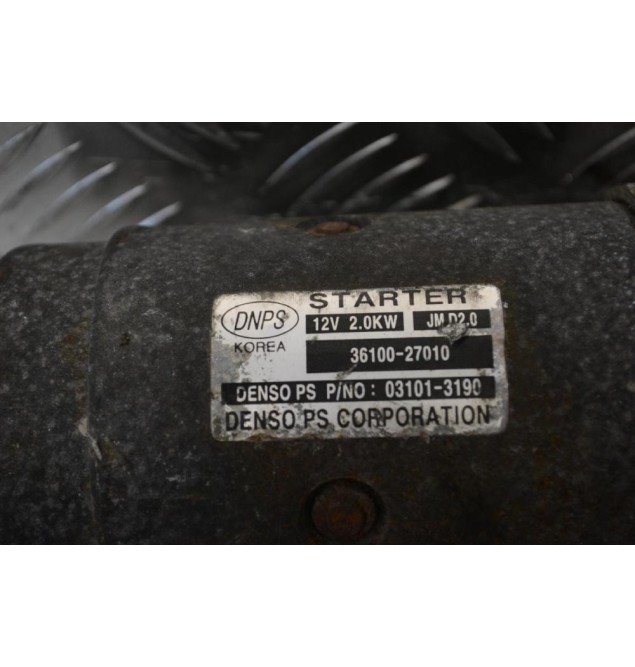 STARTER
DNPS 12V 2.0KW JM D2.0
KOREA
36100-27010
DENSO PS P/NO : 03101-3190
DENSO PS CORPORATION